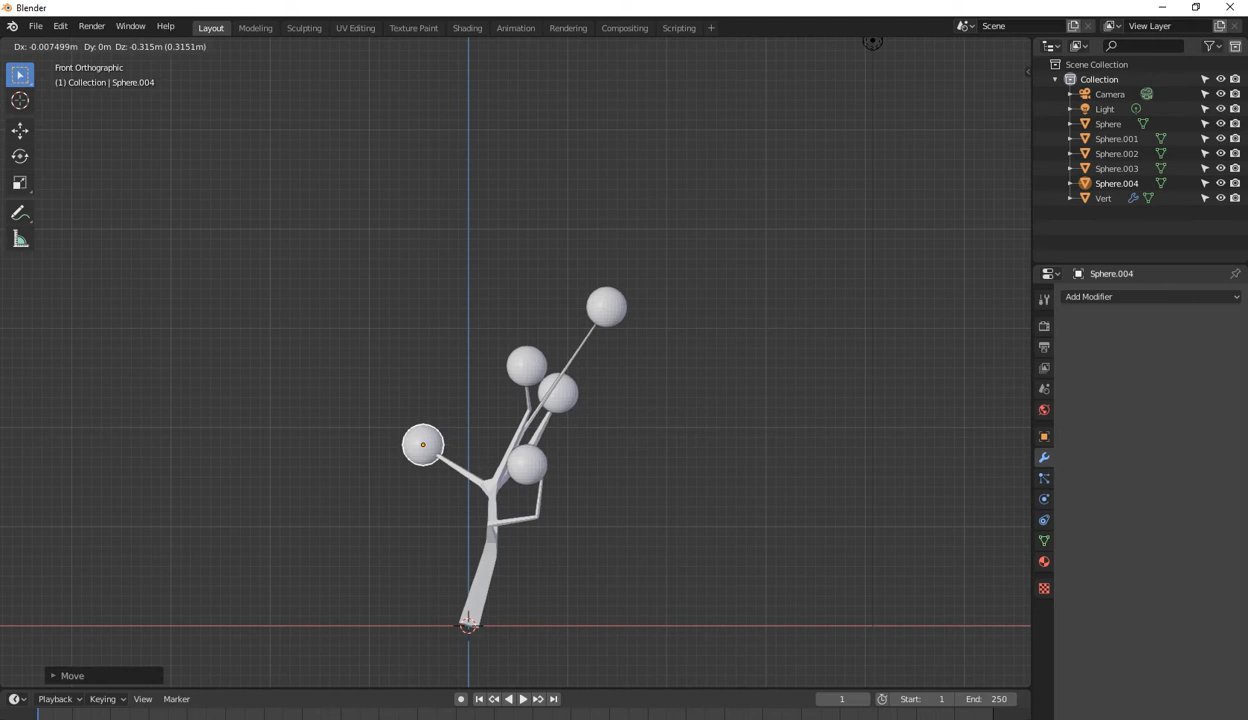 Blender
File Edit Render Window Help Layout Modeling Sculpting UV Editing Texture Paint Shading Animation Rendering Compositing Scripting + Scene View Layer
Dx: -0.007499m Dy: 0m Dz: -0.315m (0.3151m)
Front Orthographic
(1) Collection | Sphere.004
Scene Collection
Collection
Camera
Light
Sphere
Sphere.001
Sphere.002
Sphere.003
Sphere.004
Vert
Sphere.004
Add Modifier
Move
Playback Keying View Marker 1 Start: 1 End: 250